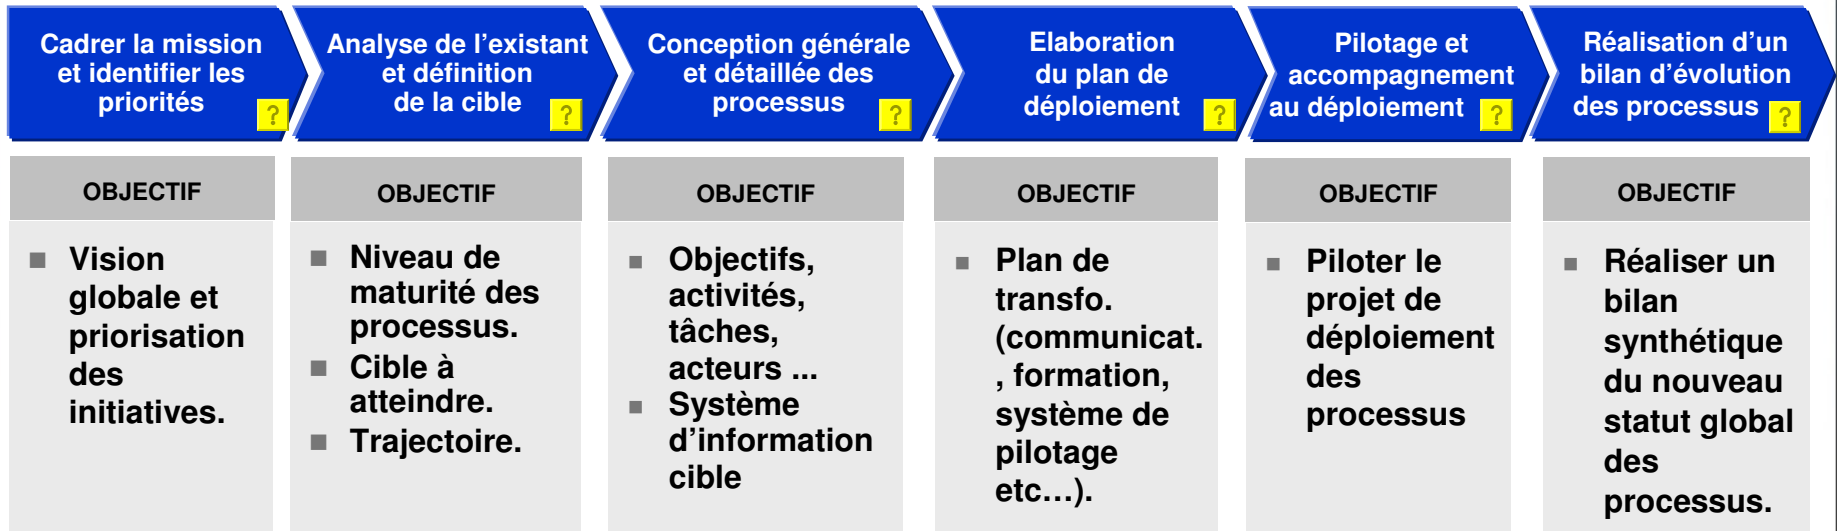 Cadrer la mission
et identifier les
priorités
?
Analyse de l'existant
et définition
de la cible
?
Conception générale
et détaillée des
processus
?
Elaboration
du plan de
déploiement
?
Pilotage et
accompagnement
au déploiement
?
Réalisation d'un
bilan d'évolution
des processus
?
OBJECTIF
Vision
globale et
priorisation
des
initiatives.
OBJECTIF
Niveau de
maturité des
processus.
Cible à
atteindre.
Trajectoire.
OBJECTIF
Objectifs,
activités,
tâches,
acteurs ...
Système
d'information
cible
OBJECTIF
Plan de
transfo.
(communicat.
, formation,
système de
pilotage
etc...).
OBJECTIF
Piloter le
projet de
déploiement
des
processus
OBJECTIF
Réaliser un
bilan
synthétique
du nouveau
statut global
des
processus.